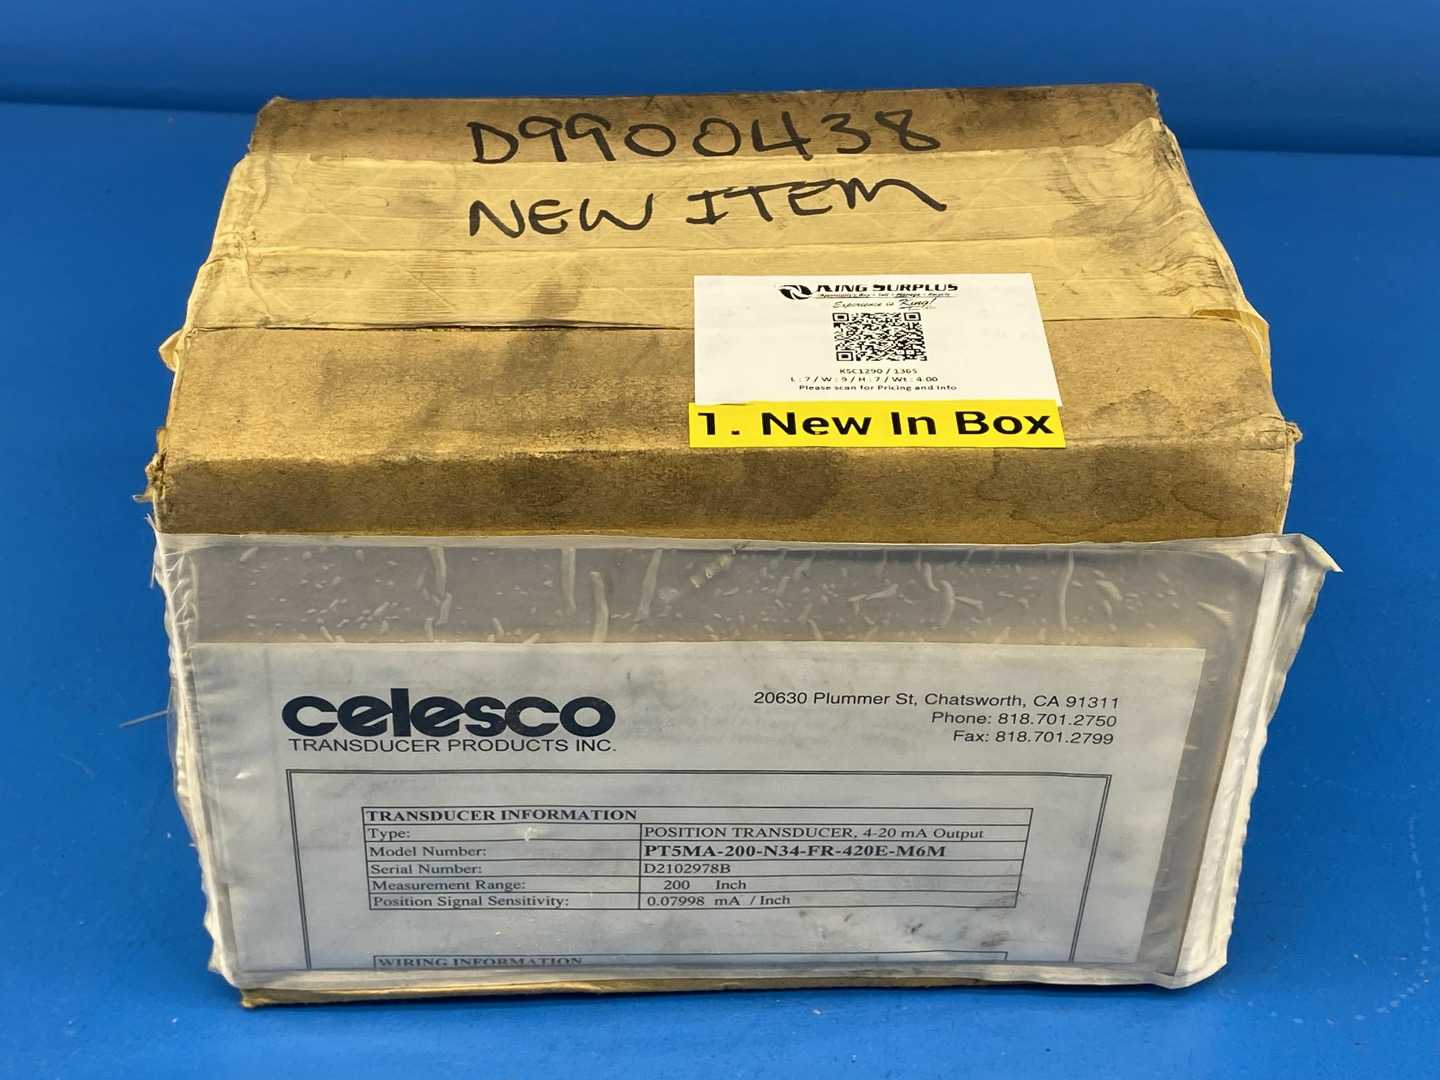 D9900438
NEW ITEM
KING SURPLUS
Experience is King!
KSC1290 / 1365
L : 7 / W : 9 / H : 7 / Wt : 4.00
Please scan for Pricing and Info
1. New In Box
celesco
TRANSDUCER PRODUCTS INC.
20630 Plummer St, Chatsworth, CA 91311
Phone: 818.701.2750
Fax: 818.701.2799
TRANSDUCER INFORMATION
Type: POSITION TRANSDUCER, 4-20 mA Output
Model Number: PT5MA-200-N34-FR-420E-M6M
Serial Number: D2102978B
Measurement Range: 200 Inch
Position Signal Sensitivity: 0.07998 mA / Inch
WIRING INFORMATION